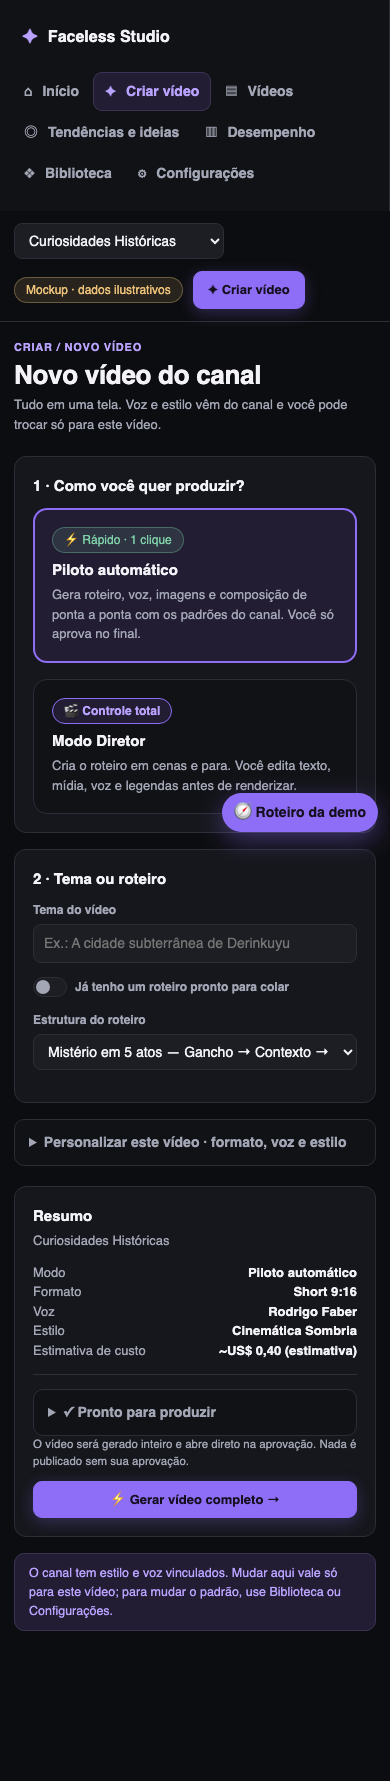 Faceless Studio
Início
Criar vídeo
Vídeos
Tendências e ideias
Desempenho
Biblioteca
Configurações
Curiosidades Históricas
Mockup · dados ilustrativos
✦ Criar vídeo
CRIAR / NOVO VÍDEO
Novo vídeo do canal
Tudo em uma tela. Voz e estilo vêm do canal e você pode
trocar só para este vídeo.
1 · Como você quer produzir?
⚡ Rápido · 1 clique
Piloto automático
Gera roteiro, voz, imagens e composição de
ponta a ponta com os padrões do canal. Você só
aprova no final.
🎬 Controle total
Modo Diretor
Cria o roteiro em cenas e para. Você edita texto,
mídia, voz e legendas antes de renderizar.
🧭 Roteiro da demo
2 · Tema ou roteiro
Tema do vídeo
Ex.: A cidade subterrânea de Derinkuyu
Já tenho um roteiro pronto para colar
Estrutura do roteiro
Mistério em 5 atos — Gancho → Contexto →
▶ Personalizar este vídeo · formato, voz e estilo
Resumo
Curiosidades Históricas
Modo Piloto automático
Formato Short 9:16
Voz Rodrigo Faber
Estilo Cinemática Sombria
Estimativa de custo ~US$ 0,40 (estimativa)
▶ ✓ Pronto para produzir
O vídeo será gerado inteiro e abre direto na aprovação. Nada é
publicado sem sua aprovação.
⚡ Gerar vídeo completo →
O canal tem estilo e voz vinculados. Mudar aqui vale só
para este vídeo; para mudar o padrão, use Biblioteca ou
Configurações.